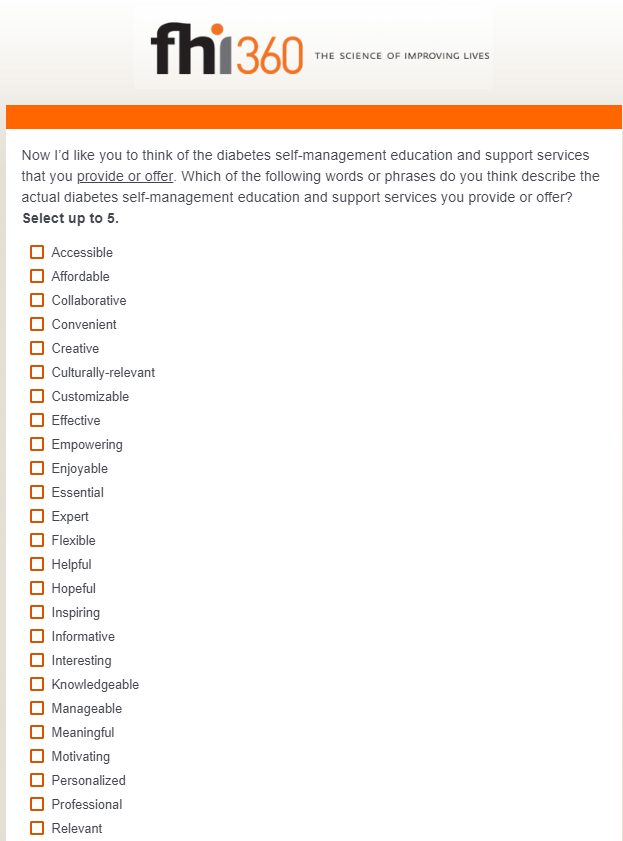 fhi360 THE SCIENCE OF IMPROVING LIVES
Now I'd like you to think of the diabetes self-management education and support services
that you provide or offer. Which of the following words or phrases do you think describe the
actual diabetes self-management education and support services you provide or offer?
Select up to 5.
Accessible
Affordable
Collaborative
Convenient
Creative
Culturally-relevant
Customizable
Effective
Empowering
Enjoyable
Essential
Expert
Flexible
Helpful
Hopeful
Inspiring
Informative
Interesting
Knowledgeable
Manageable
Meaningful
Motivating
Personalized
Professional
Relevant